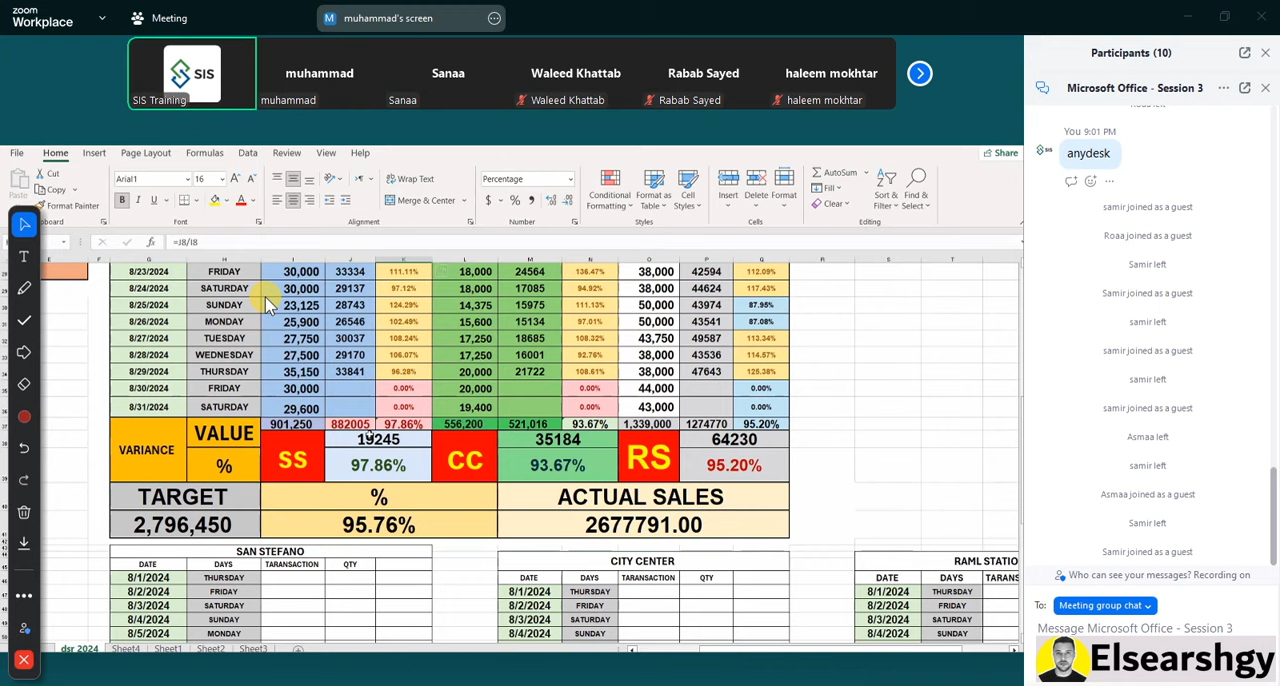 zoom
Workplace
Meeting
M muhammad's screen
SIS
SIS Training
muhammad
muhammad
Sanaa
Sanaa
Waleed Khattab
Waleed Khattab
Rabab Sayed
Rabab Sayed
haleem mokhtar
haleem mokhtar
Participants (10)
Microsoft Office - Session 3
You 9:01 PM
SIS
anydesk
samir joined as a guest
Roaa joined as a guest
Samir left
Samir joined as a guest
samir left
samir joined as a guest
samir left
samir joined as a guest
Asmaa left
samir left
Asmaa joined as a guest
Samir left
Samir joined as a guest
Who can see your messages? Recording on
To: Meeting group chat
Message Microsoft Office - Session 3
Elsearshgy
File Home Insert Page Layout Formulas Data Review View Help Share
Paste
Cut
Copy
Format Painter
Arial1 16
B I U
Wrap Text
Merge & Center
Percentage
$ % ,
Conditional Formatting
Format as Table
Cell Styles
Insert Delete Format
AutoSum
Fill
Clear
Sort & Filter
Find & Select
Font Alignment Number Styles Cells Editing
fx =J8/I8
E F G H I J K L M N O P Q R S T
8/23/2024 FRIDAY 30,000 33334 111.11% 18,000 24564 136.47% 38,000 42594 112.09%
8/24/2024 SATURDAY 30,000 29137 97.12% 18,000 17085 94.92% 38,000 44624 117.43%
8/25/2024 SUNDAY 23,125 28743 124.29% 14,375 15975 111.13% 50,000 43974 87.95%
8/26/2024 MONDAY 25,900 26546 102.49% 15,600 15134 97.01% 50,000 43541 87.08%
8/27/2024 TUESDAY 27,750 30037 108.24% 17,250 18685 108.32% 43,750 49587 113.34%
8/28/2024 WEDNESDAY 27,500 29170 106.07% 17,250 16001 92.76% 38,000 43536 114.57%
8/29/2024 THURSDAY 35,150 33841 96.28% 20,000 21722 108.61% 38,000 47643 125.38%
8/30/2024 FRIDAY 30,000 0.00% 20,000 0.00% 44,000 0.00%
8/31/2024 SATURDAY 29,600 0.00% 19,400 0.00% 43,000 0.00%
901,250 882005 97.86% 556,200 521,016 93.67% 1,339,000 1274770 95.20%
VARIANCE VALUE SS 19245 CC 35184 RS 64230
% 97.86% 93.67% 95.20%
TARGET % ACTUAL SALES
2,796,450 95.76% 2677791.00
SAN STEFANO
DATE DAYS TARANSACTION QTY
8/1/2024 THURSDAY
8/2/2024 FRIDAY
8/3/2024 SATURDAY
8/4/2024 SUNDAY
8/5/2024 MONDAY
CITY CENTER
DATE DAYS TARANSACTION QTY
8/1/2024 THURSDAY
8/2/2024 FRIDAY
8/3/2024 SATURDAY
8/4/2024 SUNDAY
RAML STATIO
DATE DAYS TARANS
8/1/2024 THURSDAY
8/2/2024 FRIDAY
8/3/2024 SATURDAY
8/4/2024 SUNDAY
dsr 2024 Sheet4 Sheet1 Sheet2 Sheet3